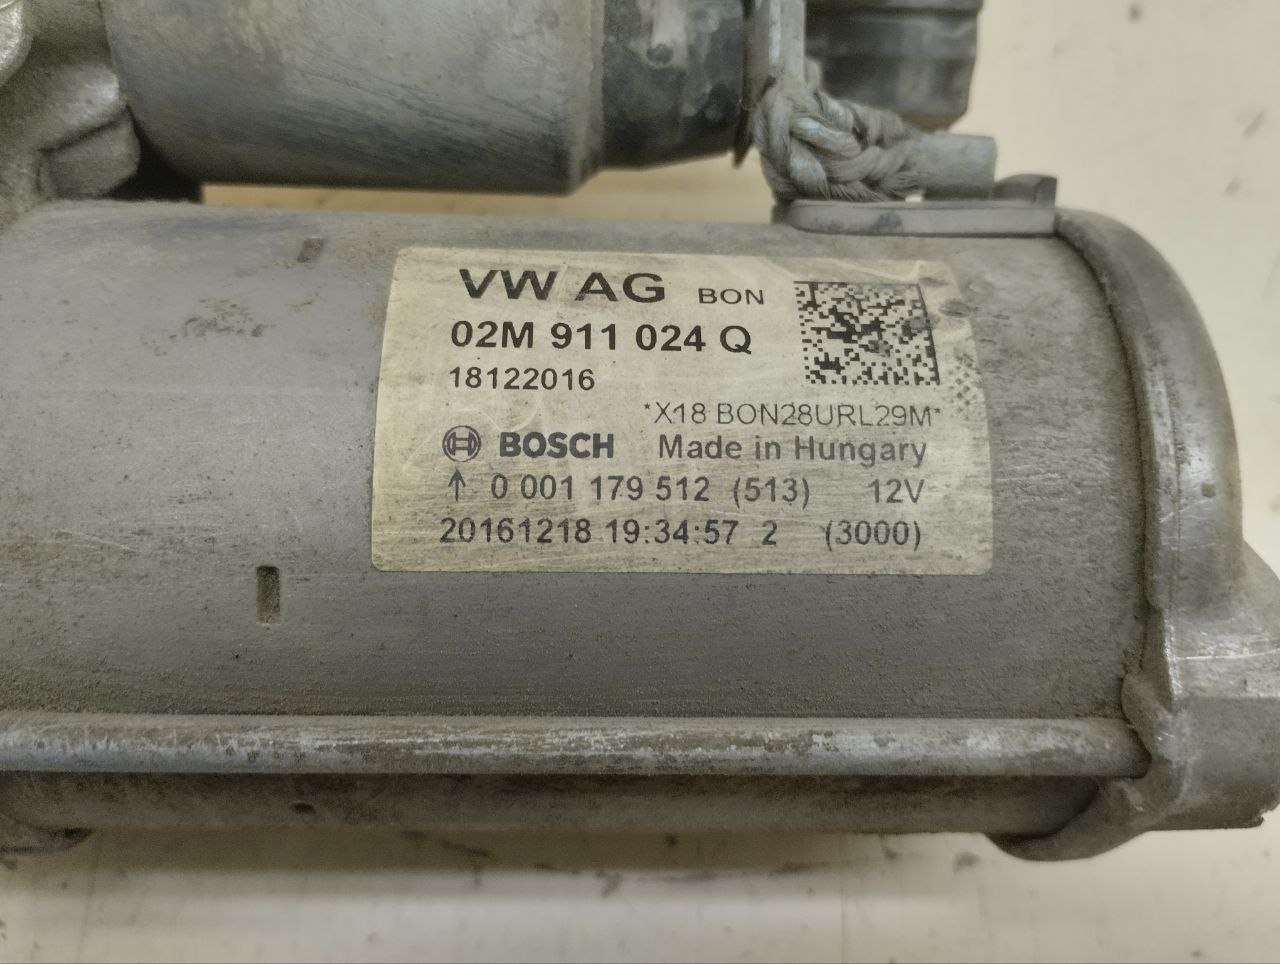 VW AG BON
02M 911 024 Q
18122016
*X18 BON28URL29M*
BOSCH Made in Hungary
↑ 0 001 179 512 (513) 12V
20161218 19:34:57 2 (3000)